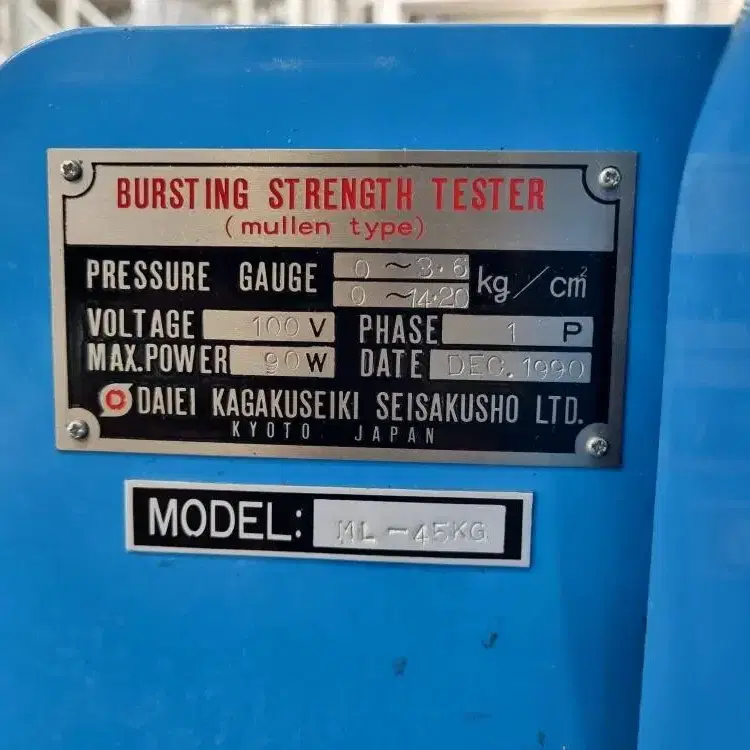 BURSTING STRENGTH TESTER
(mullen type)
PRESSURE GAUGE 0~3.6 kg/cm²
0~14.20
VOLTAGE 100 V PHASE 1 P
MAX.POWER 90 W DATE DEC. 1990
DAIEI KAGAKUSEIKI SEISAKUSHO LTD.
KYOTO JAPAN
MODEL: ML-45KG